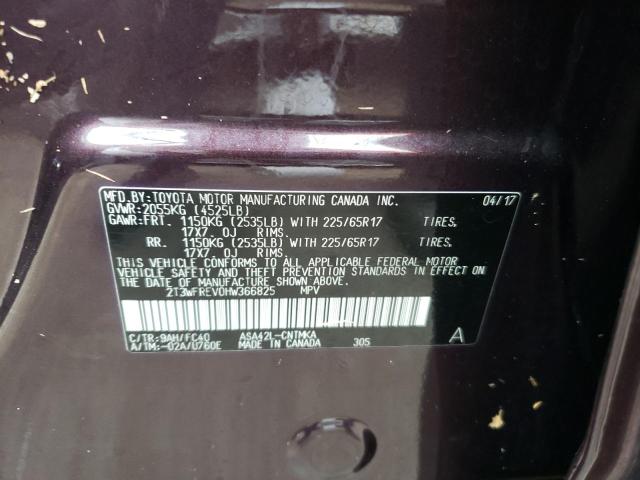 MFD.BY:TOYOTA MOTOR MANUFACTURING CANADA INC. 04/17
GVWR:2055KG (4525LB)
GAWR:FRT. 1150KG (2535LB) WITH 225/65R17 TIRES,
17X7. OJ RIMS.
RR. 1150KG (2535LB) WITH 225/65R17 TIRES,
17X7. OJ RIMS.
THIS VEHICLE CONFORMS TO ALL APPLICABLE FEDERAL MOTOR
VEHICLE SAFETY AND THEFT PREVENTION STANDARDS IN EFFECT ON
THE DATE OF MANUFACTURE SHOWN ABOVE.
2T3WFREV0HW366825 MPV
C/TR:9AH/FC40 ASA42L-CNTMKA A
A/TM:-02A/U760E MADE IN CANADA 305